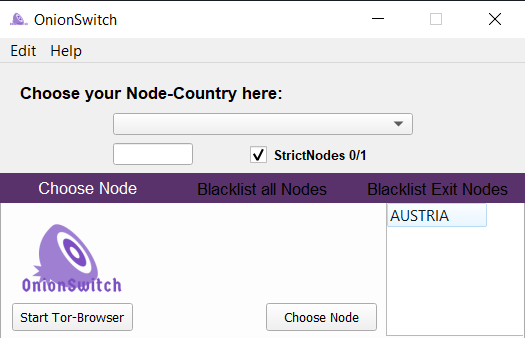 OnionSwitch
Edit Help
Choose your Node-Country here:
StrictNodes 0/1
Choose Node Blacklist all Nodes Blacklist Exit Nodes
AUSTRIA
OnionSwitch
Start Tor-Browser Choose Node